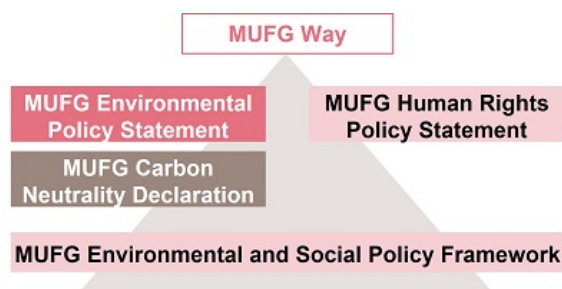 MUFG Way
MUFG Environmental
Policy Statement
MUFG Human Rights
Policy Statement
MUFG Carbon
Neutrality Declaration
MUFG Environmental and Social Policy Framework